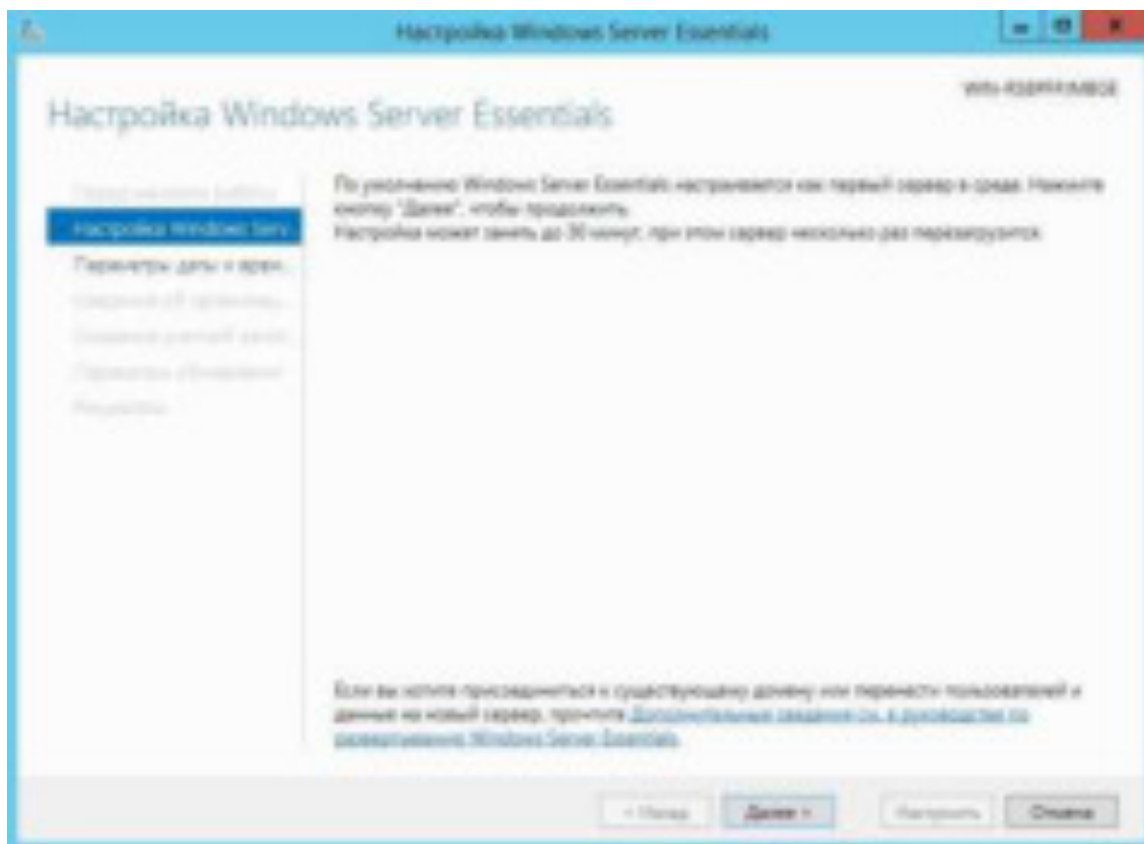 Настройка Windows Server Essentials
Настройка Windows Server Essentials
Настройка Windows Serv...
Параметры даты и врем...
Результаты
По умолчанию Windows Server Essentials настраивается как первый сервер в среде. Нажмите
кнопку "Далее", чтобы продолжить.
Настройка может занять до 30 минут, при этом сервер несколько раз перезагрузится.
Если вы хотите присоединиться к существующему домену или перенести пользователей и
данные на новый сервер, прочтите Дополнительные сведения см. в руководстве по
развертыванию Windows Server Essentials.
< Назад
Далее >
Настроить
Отмена